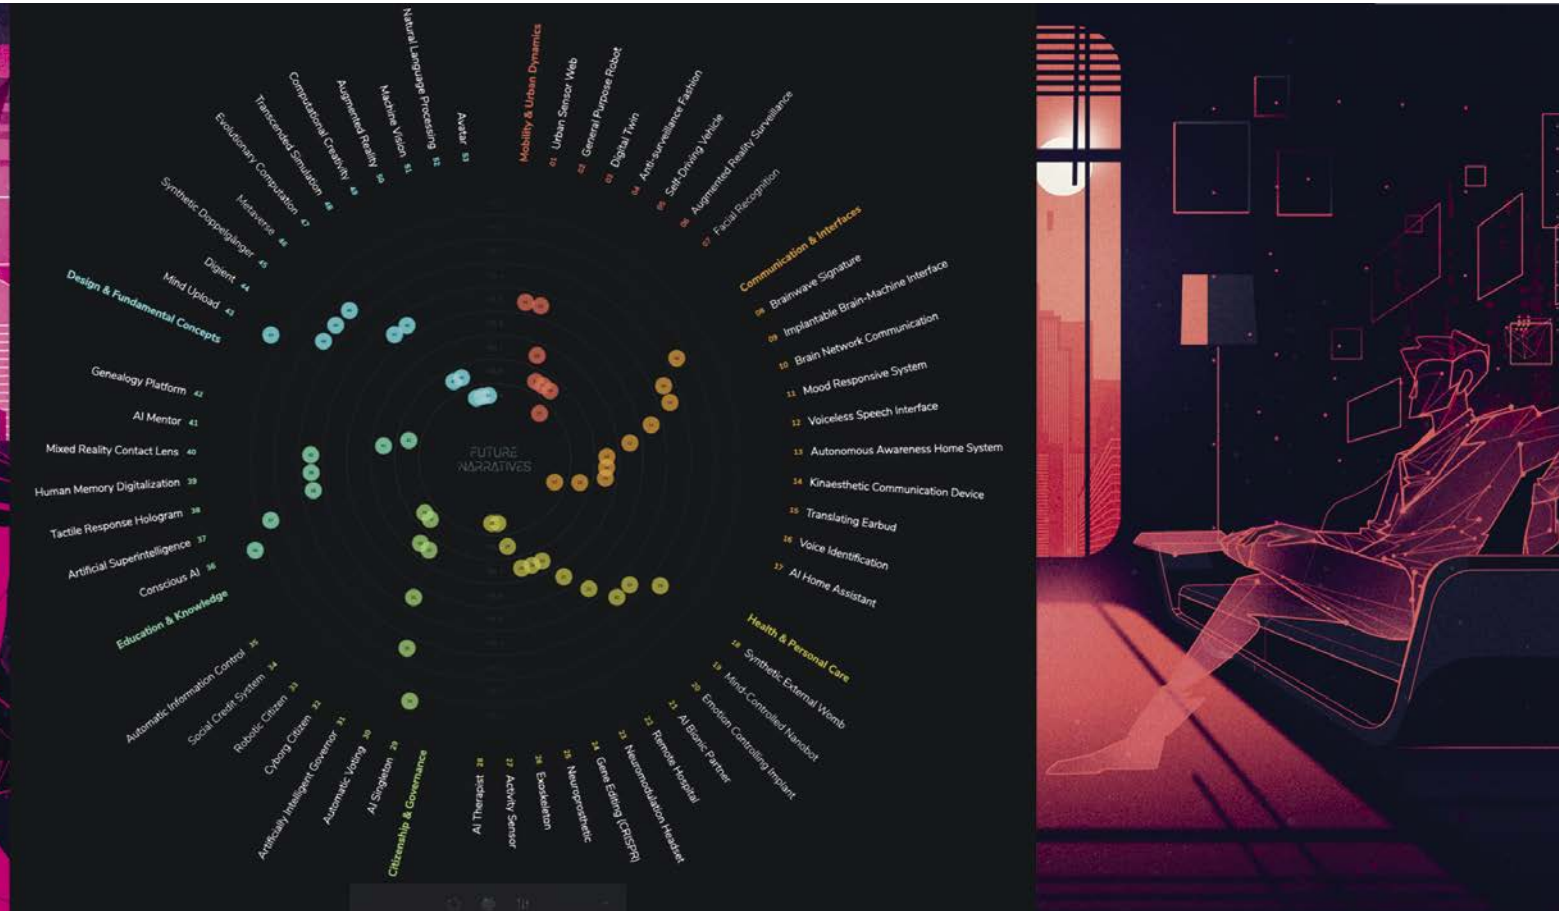 Mobility & Urban Dynamics
01 Urban Sensor Web
02 General Purpose Robot
03 Digital Twin
04 Anti-surveillance Fashion
05 Self-Driving Vehicle
06 Augmented Reality Surveillance
07 Facial Recognition
Communication & Interfaces
08 Brainwave Signature
09 Implantable Brain-Machine Interface
10 Brain Network Communication
11 Mood Responsive System
12 Voiceless Speech Interface
13 Autonomous Awareness Home System
14 Kinaesthetic Communication Device
15 Translating Earbud
16 Voice Identification
17 AI Home Assistant
Health & Personal Care
18 Synthetic External Womb
19 Mind-Controlled Nanobot
20 Emotion Controlling Implant
21 AI Bionic Partner
22 Remote Hospital
23 Neuromodulation Headset
24 Gene Editing (CRISPR)
25 Neuroprosthetic
26 Exoskeleton
27 Activity Sensor
AI Therapist 28
Citizenship & Governance
AI Singleton 29
Automatic Voting 30
Artificially Intelligent Governor 31
Cyborg Citizen 32
Robotic Citizen 33
Social Credit System 34
Automatic Information Control 35
Education & Knowledge
Conscious AI 36
Artificial Superintelligence 37
Tactile Response Hologram 38
Human Memory Digitalization 39
Mixed Reality Contact Lens 40
AI Mentor 41
Genealogy Platform 42
Design & Fundamental Concepts
Mind Upload 43
Digient 44
Synthetic Doppelgänger 45
Metaverse 46
Evolutionary Computation 47
Transcended Simulation 48
Computational Creativity 49
Augmented Reality 50
Machine Vision 51
Natural Language Processing 52
Avatar 53
FUTURE
NARRATIVES